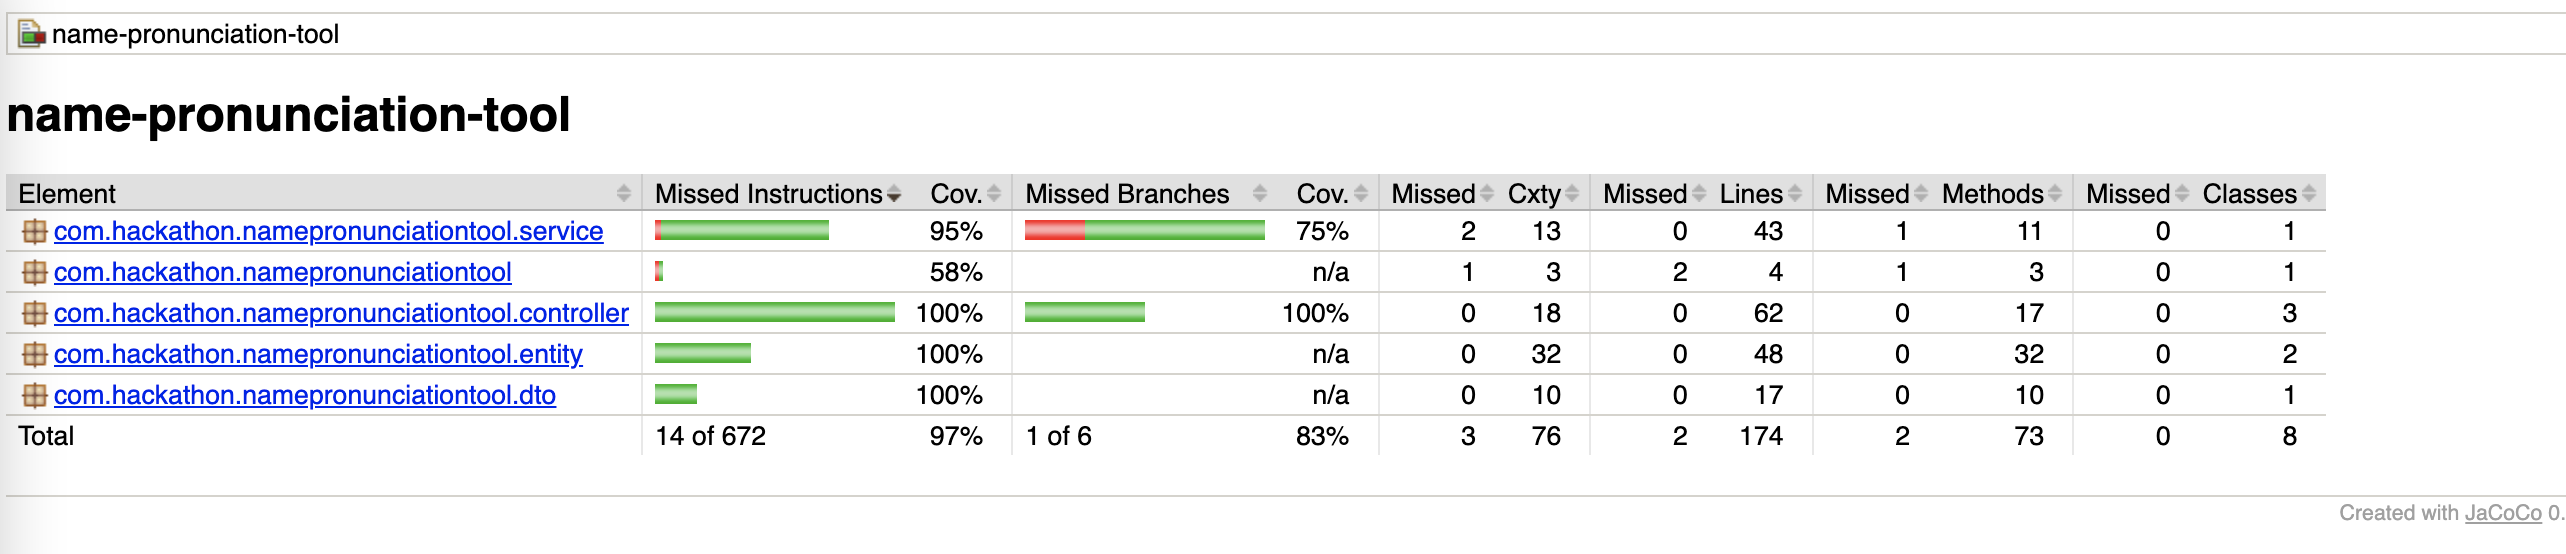 name-pronunciation-tool
name-pronunciation-tool
Element Missed Instructions Cov. Missed Branches Cov. Missed Cxty Missed Lines Missed Methods Missed Classes
com.hackathon.namepronunciationtool.service 95% 75% 2 13 0 43 1 11 0 1
com.hackathon.namepronunciationtool 58% n/a 1 3 2 4 1 3 0 1
com.hackathon.namepronunciationtool.controller 100% 100% 0 18 0 62 0 17 0 3
com.hackathon.namepronunciationtool.entity 100% n/a 0 32 0 48 0 32 0 2
com.hackathon.namepronunciationtool.dto 100% n/a 0 10 0 17 0 10 0 1
Total 14 of 672 97% 1 of 6 83% 3 76 2 174 2 73 0 8
Created with JaCoCo 0.